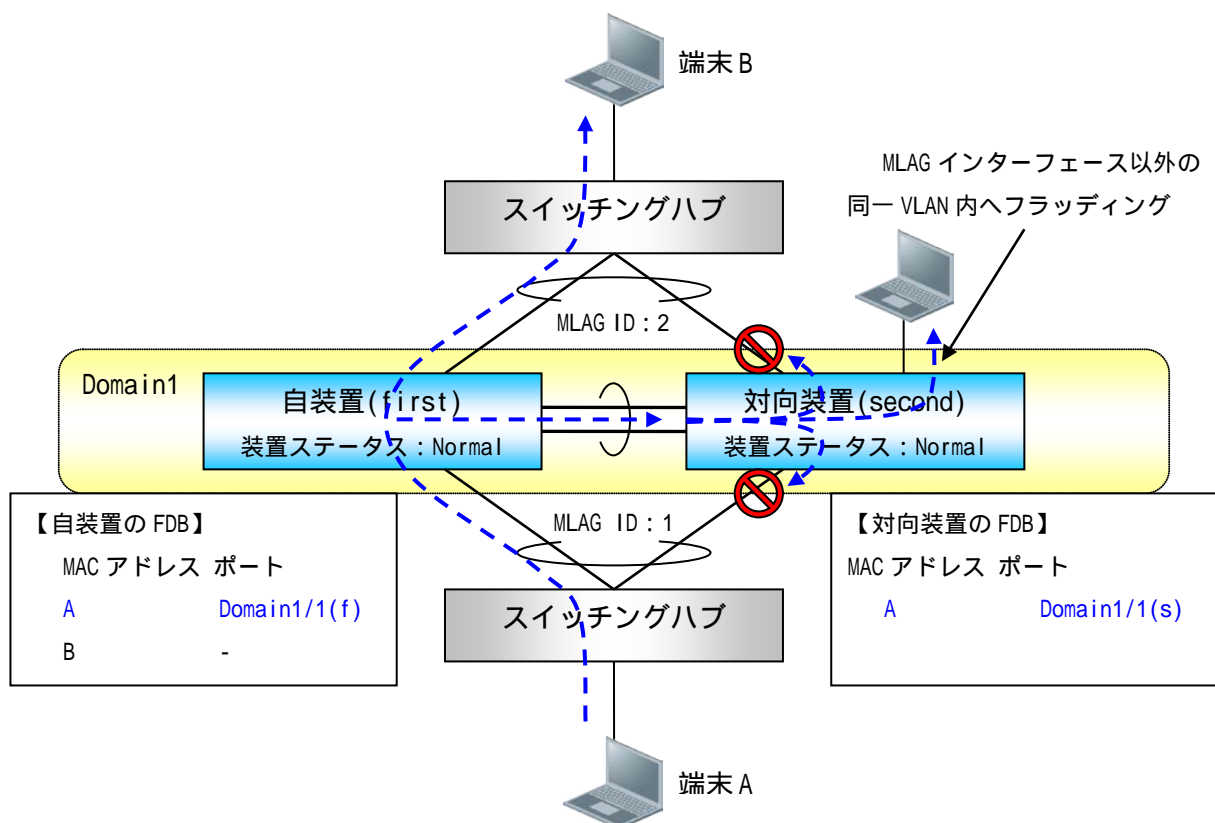 端末B
MLAG インターフェース以外の
同一 VLAN 内へフラッディング
スイッチングハブ
MLAG ID：2
Domain1
自装置(first)
装置ステータス：Normal
対向装置(second)
装置ステータス：Normal
MLAG ID：1
【自装置の FDB】
MAC アドレス ポート
A Domain1/1(f)
B -
【対向装置の FDB】
MAC アドレス ポート
A Domain1/1(s)
スイッチングハブ
端末A